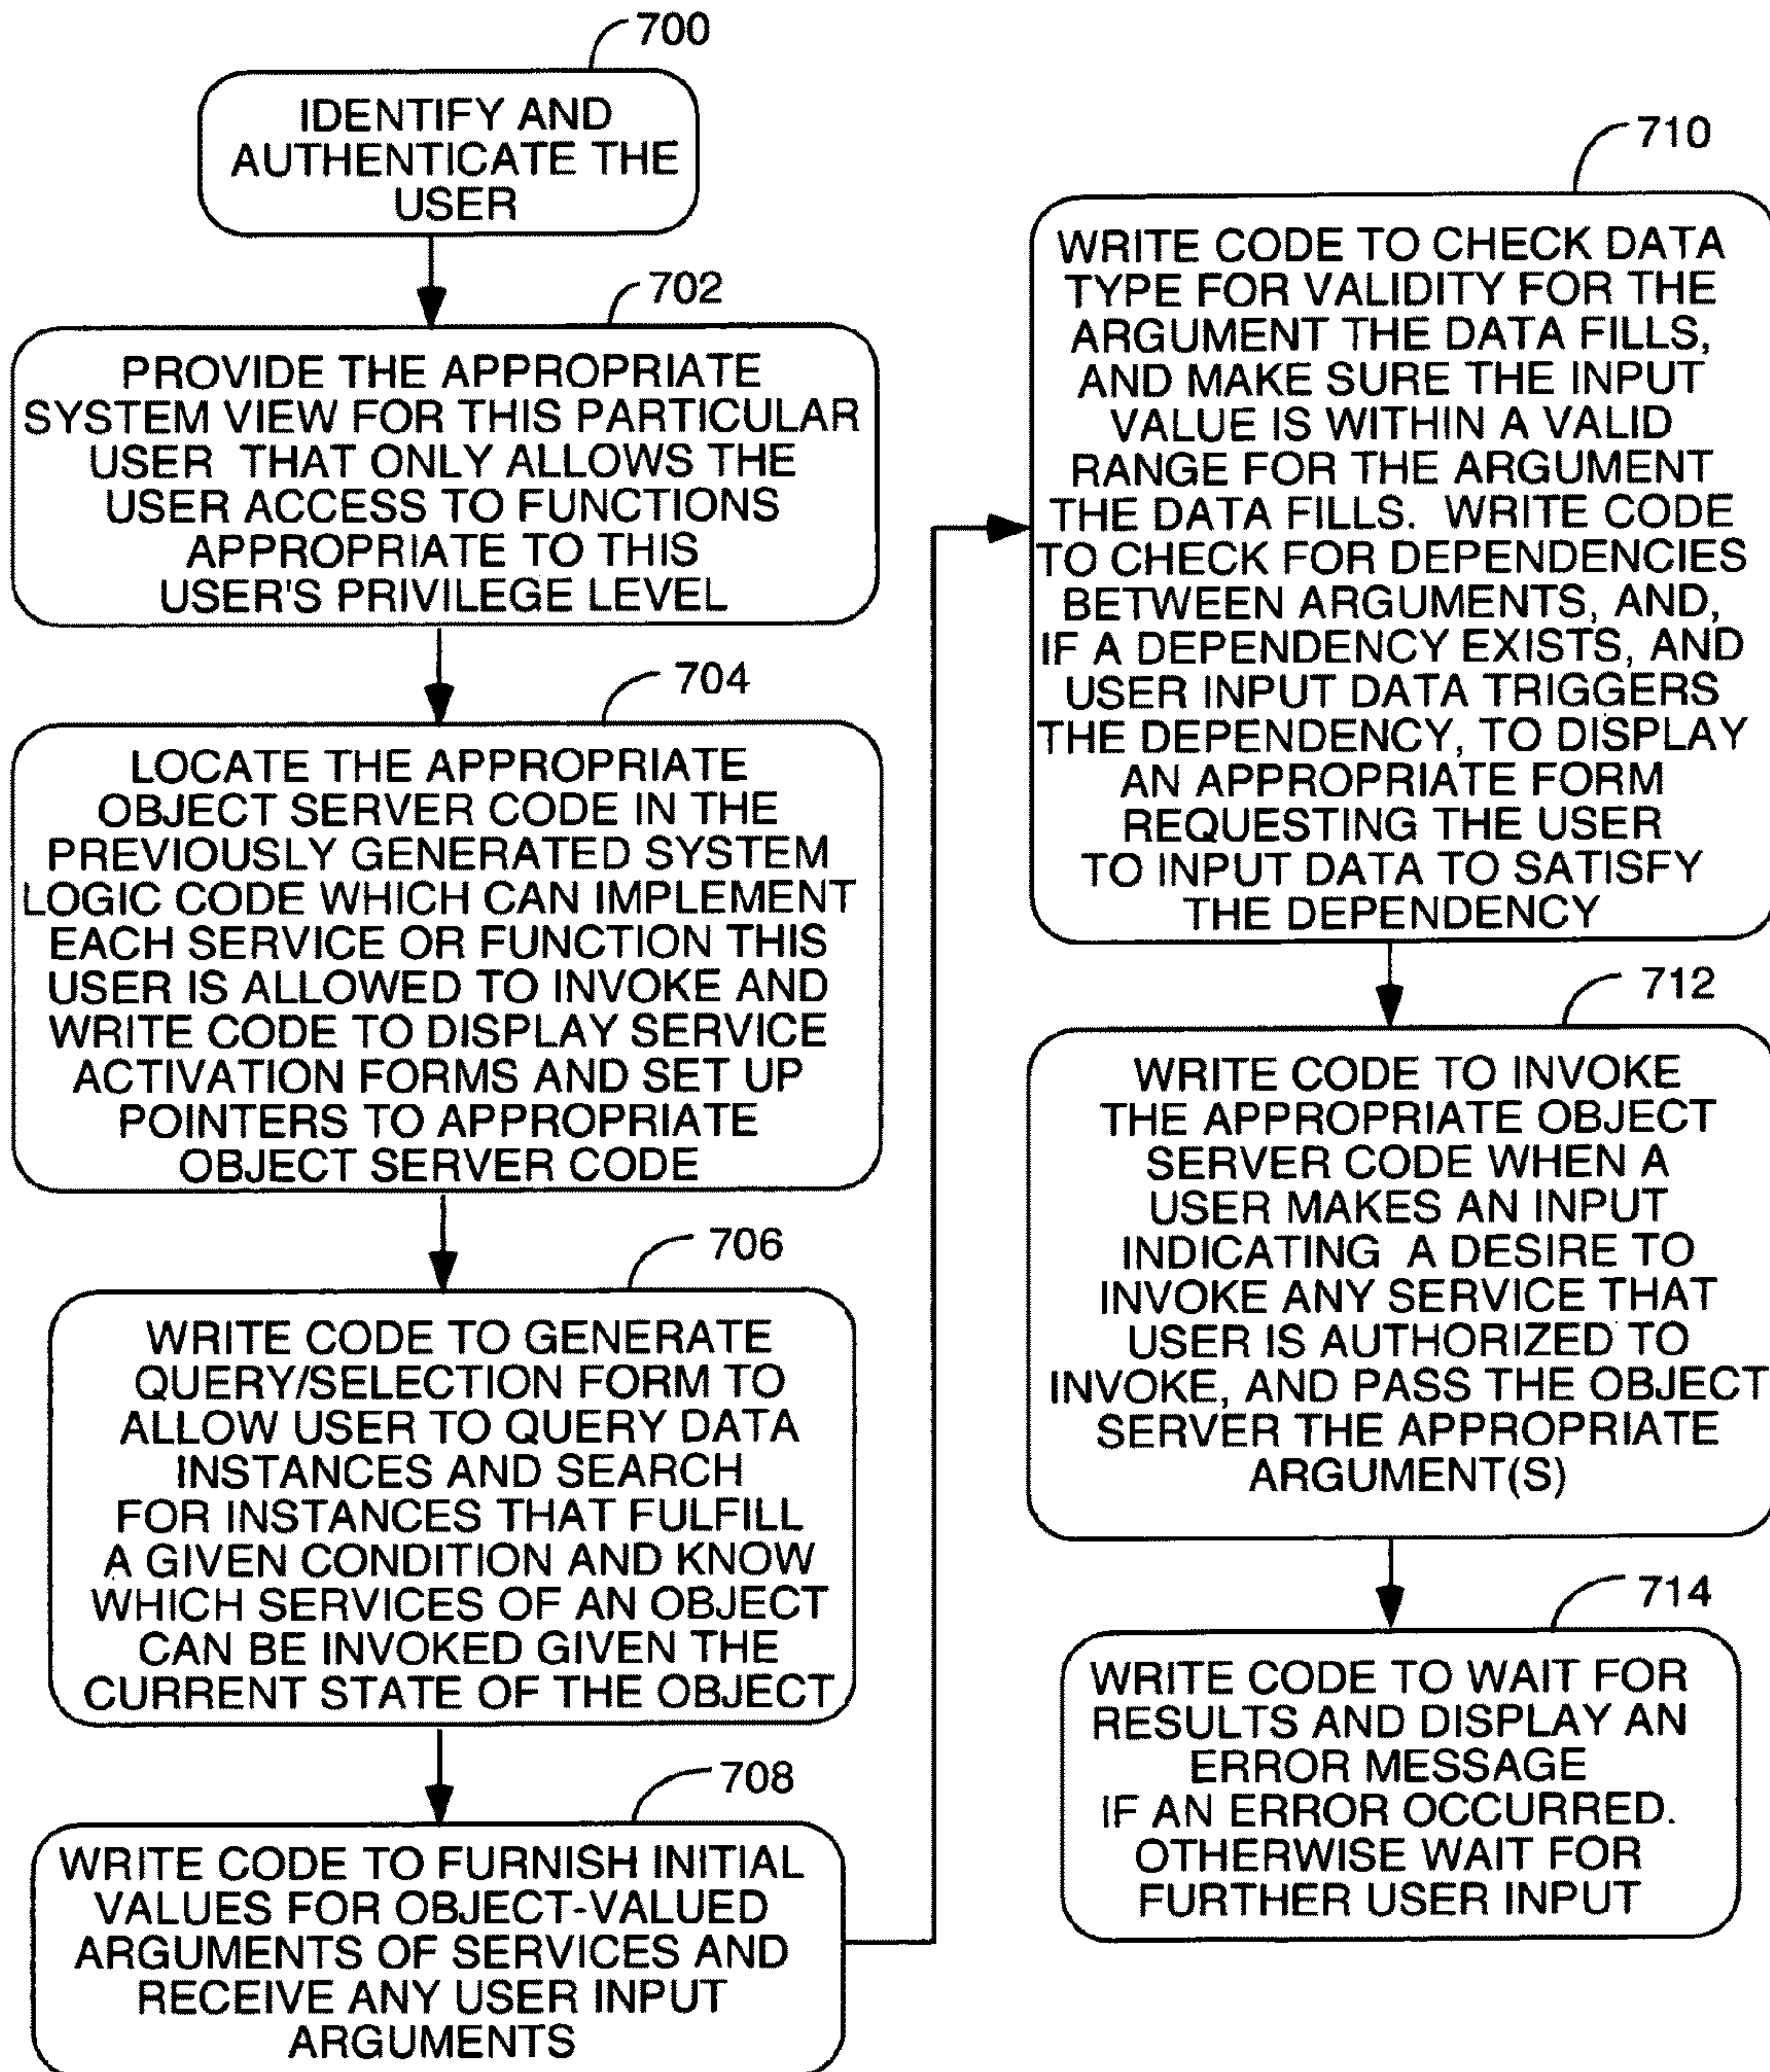 700
IDENTIFY AND
AUTHENTICATE THE
USER
702
PROVIDE THE APPROPRIATE
SYSTEM VIEW FOR THIS PARTICULAR
USER THAT ONLY ALLOWS THE
USER ACCESS TO FUNCTIONS
APPROPRIATE TO THIS
USER'S PRIVILEGE LEVEL
704
LOCATE THE APPROPRIATE
OBJECT SERVER CODE IN THE
PREVIOUSLY GENERATED SYSTEM
LOGIC CODE WHICH CAN IMPLEMENT
EACH SERVICE OR FUNCTION THIS
USER IS ALLOWED TO INVOKE AND
WRITE CODE TO DISPLAY SERVICE
ACTIVATION FORMS AND SET UP
POINTERS TO APPROPRIATE
OBJECT SERVER CODE
706
WRITE CODE TO GENERATE
QUERY/SELECTION FORM TO
ALLOW USER TO QUERY DATA
INSTANCES AND SEARCH
FOR INSTANCES THAT FULFILL
A GIVEN CONDITION AND KNOW
WHICH SERVICES OF AN OBJECT
CAN BE INVOKED GIVEN THE
CURRENT STATE OF THE OBJECT
708
WRITE CODE TO FURNISH INITIAL
VALUES FOR OBJECT-VALUED
ARGUMENTS OF SERVICES AND
RECEIVE ANY USER INPUT
ARGUMENTS
710
WRITE CODE TO CHECK DATA
TYPE FOR VALIDITY FOR THE
ARGUMENT THE DATA FILLS,
AND MAKE SURE THE INPUT
VALUE IS WITHIN A VALID
RANGE FOR THE ARGUMENT
THE DATA FILLS. WRITE CODE
TO CHECK FOR DEPENDENCIES
BETWEEN ARGUMENTS, AND,
IF A DEPENDENCY EXISTS, AND
USER INPUT DATA TRIGGERS
THE DEPENDENCY, TO DISPLAY
AN APPROPRIATE FORM
REQUESTING THE USER
TO INPUT DATA TO SATISFY
THE DEPENDENCY
712
WRITE CODE TO INVOKE
THE APPROPRIATE OBJECT
SERVER CODE WHEN A
USER MAKES AN INPUT
INDICATING A DESIRE TO
INVOKE ANY SERVICE THAT
USER IS AUTHORIZED TO
INVOKE, AND PASS THE OBJECT
SERVER THE APPROPRIATE
ARGUMENT(S)
714
WRITE CODE TO WAIT FOR
RESULTS AND DISPLAY AN
ERROR MESSAGE
IF AN ERROR OCCURRED.
OTHERWISE WAIT FOR
FURTHER USER INPUT